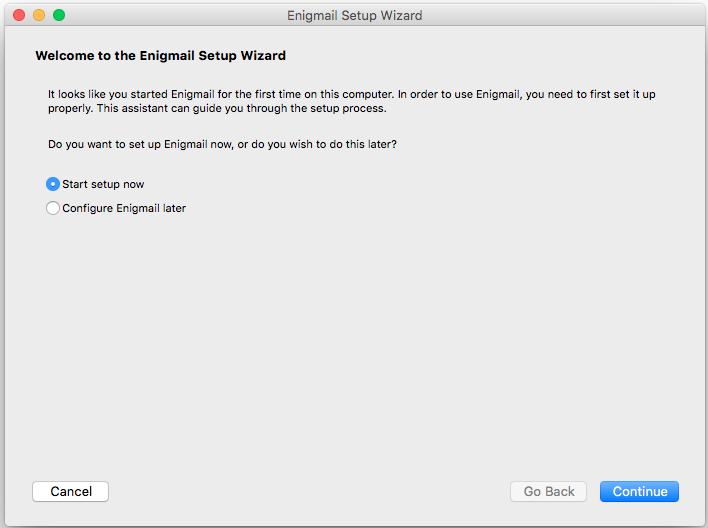 Enigmail Setup Wizard
Welcome to the Enigmail Setup Wizard
It looks like you started Enigmail for the first time on this computer. In order to use Enigmail, you need to first set it up
properly. This assistant can guide you through the setup process.
Do you want to set up Enigmail now, or do you wish to do this later?
Start setup now
Configure Enigmail later
Cancel
Go Back
Continue